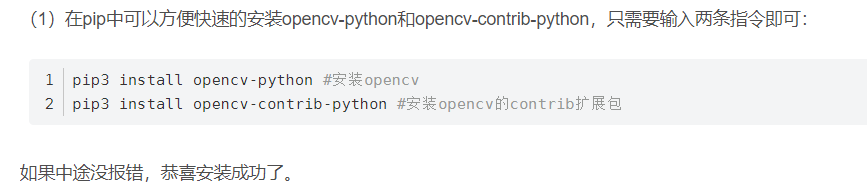 （1）在pip中可以方便快速的安装opencv-python和opencv-contrib-python，只需要输入两条指令即可：
1 pip3 install opencv-python #安装opencv
2 pip3 install opencv-contrib-python #安装opencv的contrib扩展包
如果中途没报错，恭喜安装成功了。